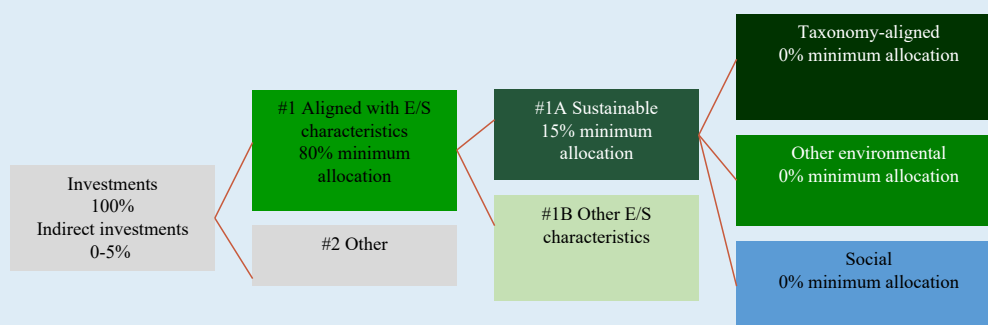 Investments
100%
Indirect investments
0-5%
#1 Aligned with E/S
characteristics
80% minimum
allocation
#2 Other
#1A Sustainable
15% minimum
allocation
#1B Other E/S
characteristics
Taxonomy-aligned
0% minimum allocation
Other environmental
0% minimum allocation
Social
0% minimum allocation